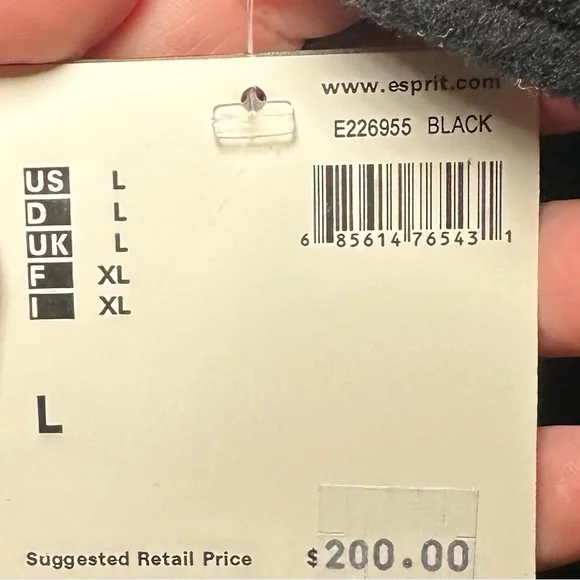 www.esprit.com
E226955 BLACK
US L
D L
UK L
F XL
I XL
6 85614 76543 1
L
Suggested Retail Price $200.00